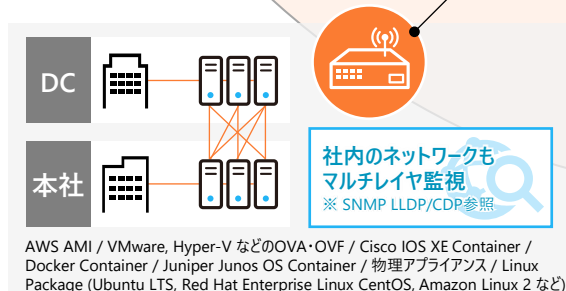 DC
本社
社内のネットワークも
マルチレイヤ監視
※ SNMP LLDP/CDP参照
AWS AMI / VMware, Hyper-V などのOVA・OVF / Cisco IOS XE Container /
Docker Container / Juniper Junos OS Container / 物理アプライアンス / Linux
Package (Ubuntu LTS, Red Hat Enterprise Linux CentOS, Amazon Linux 2 など)